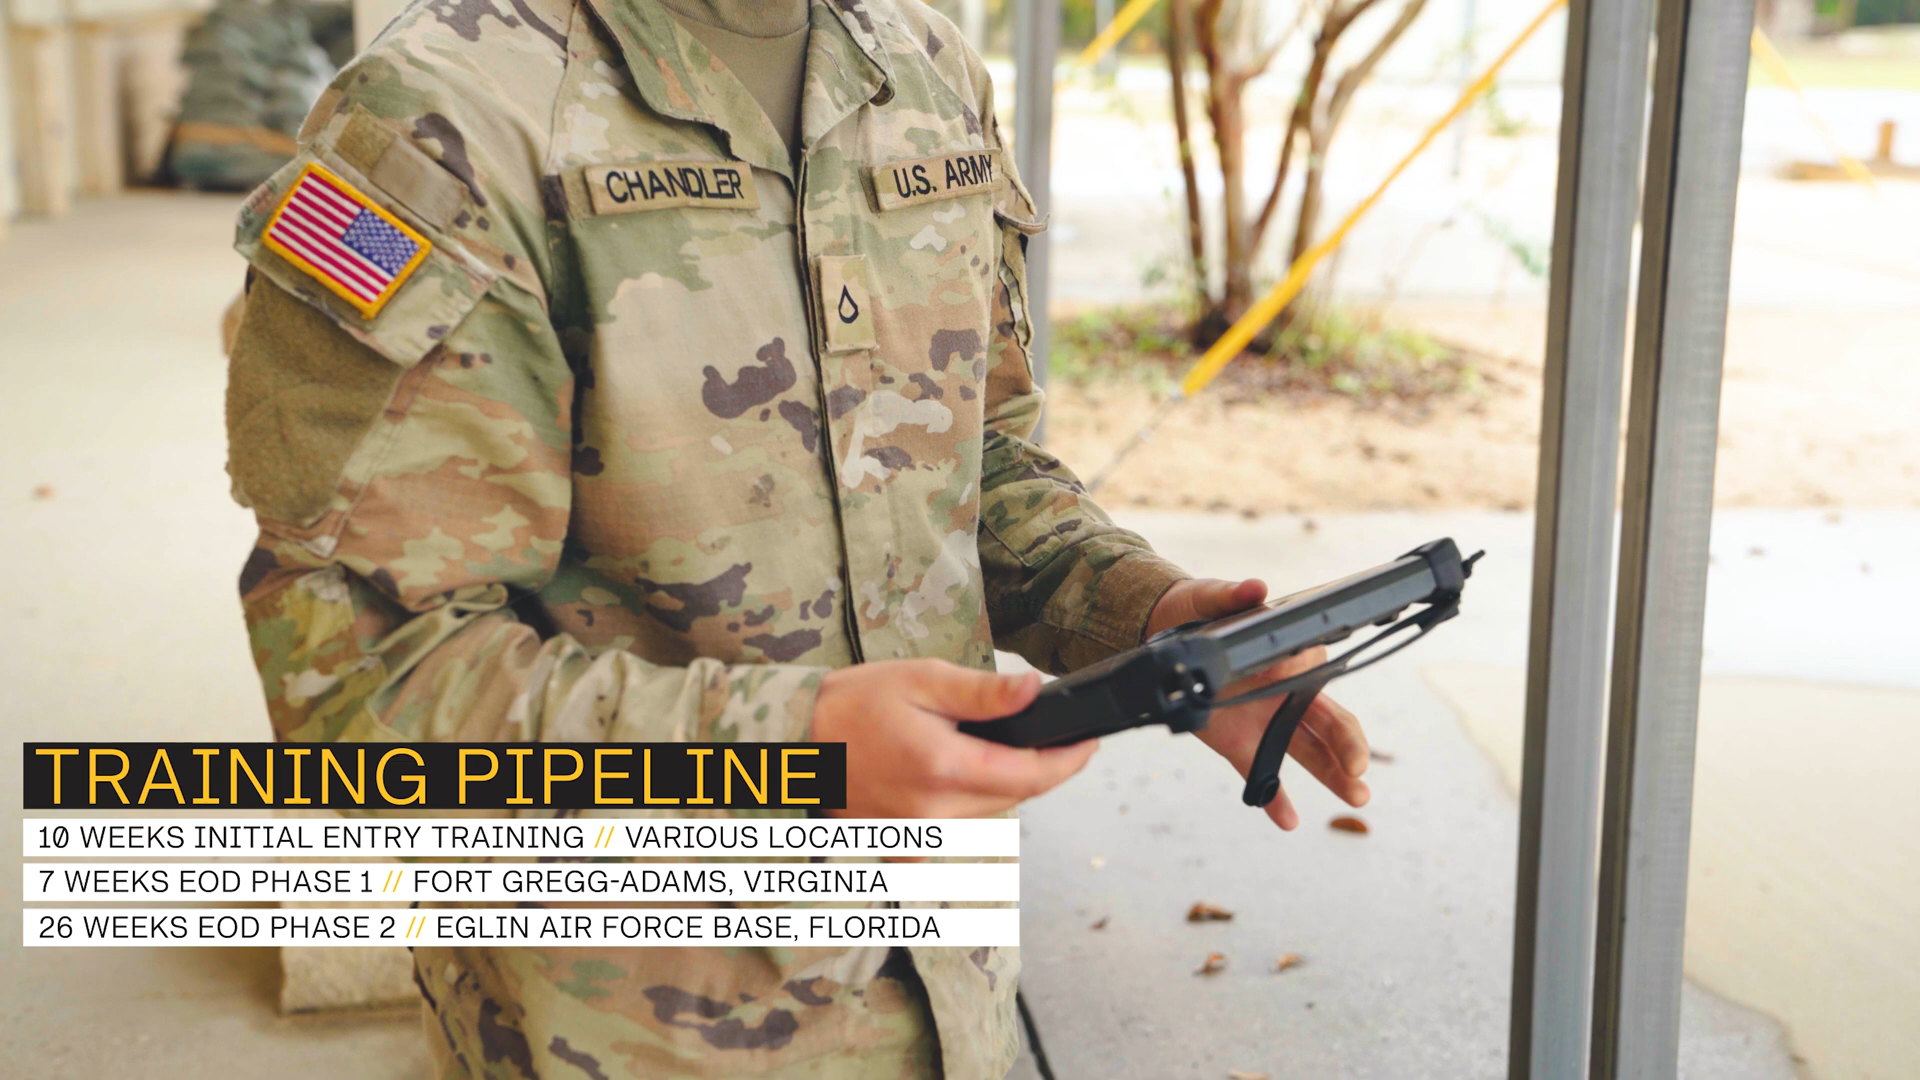 CHANDLER
U.S. ARMY
TRAINING PIPELINE
10 WEEKS INITIAL ENTRY TRAINING // VARIOUS LOCATIONS
7 WEEKS EOD PHASE 1 // FORT GREGG-ADAMS, VIRGINIA
26 WEEKS EOD PHASE 2 // EGLIN AIR FORCE BASE, FLORIDA